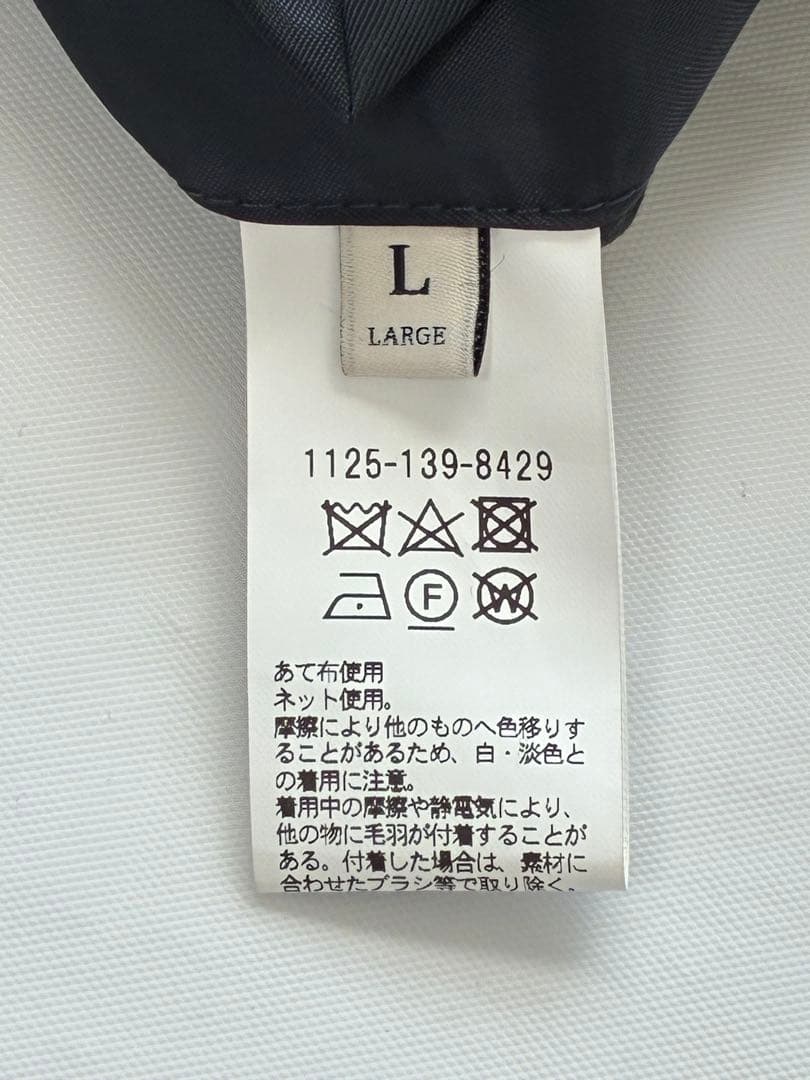 L
LARGE
1125-139-8429
F
W
あて布使用
ネット使用。
摩擦により他のものへ色移りす
ることがあるため、白・淡色と
の着用に注意。
着用中の摩擦や静電気により、
他の物に毛羽が付着することが
ある。付着した場合は、素材に
合わせたブラシ等で取り除く。